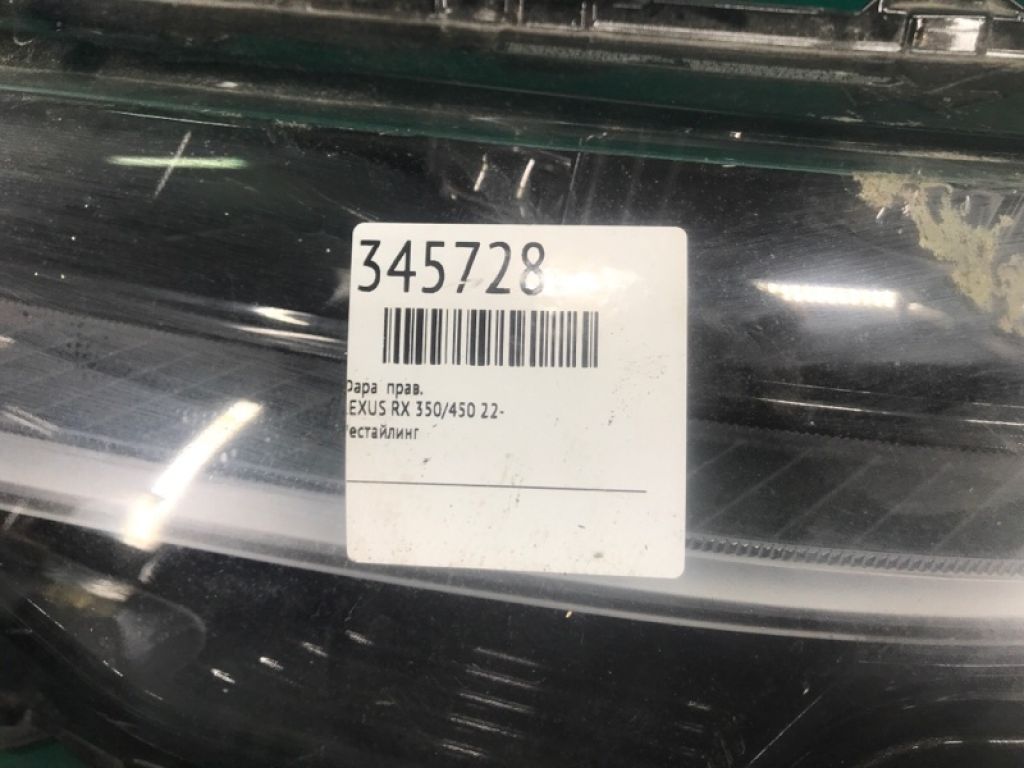 345728
Фара прав.
LEXUS RX 350/450 22-
Рестайлинг